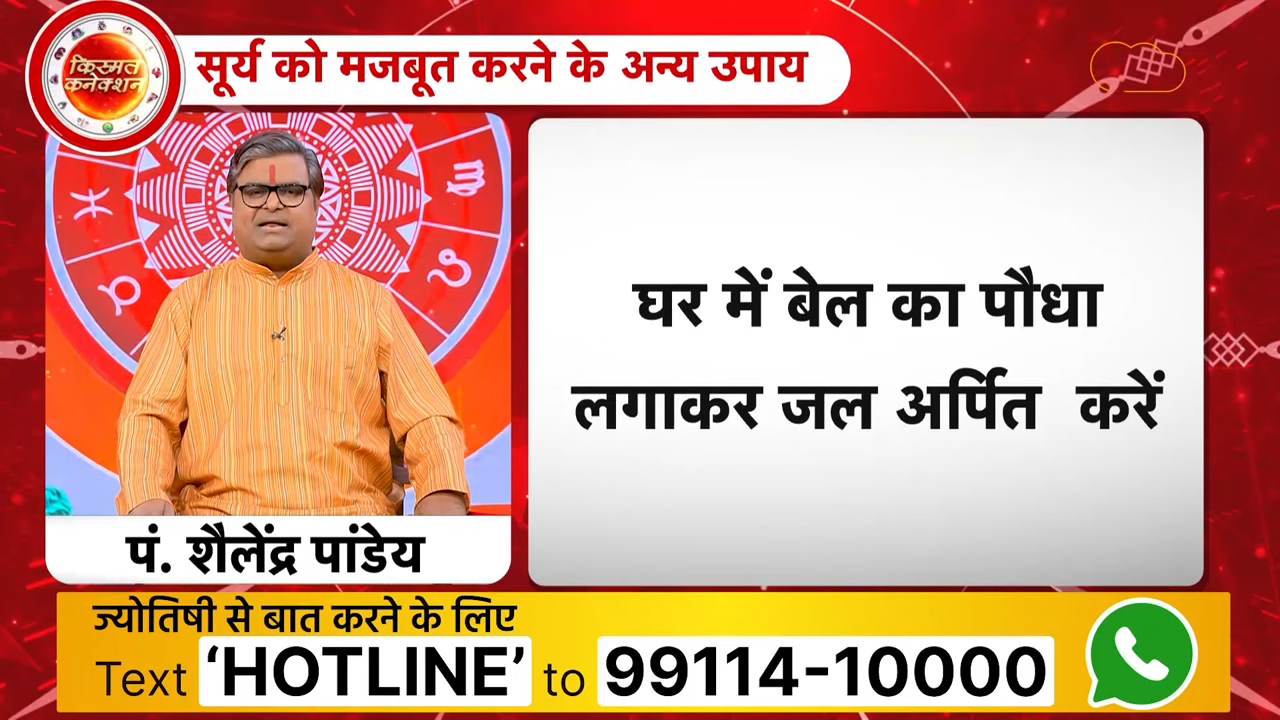 किस्मत
कनेक्शन
सूर्य को मजबूत करने के अन्य उपाय
घर में बेल का पौधा
लगाकर जल अर्पित करें
पं. शैलेंद्र पांडेय
ज्योतिषी से बात करने के लिए
Text ‘HOTLINE’ to 99114-10000